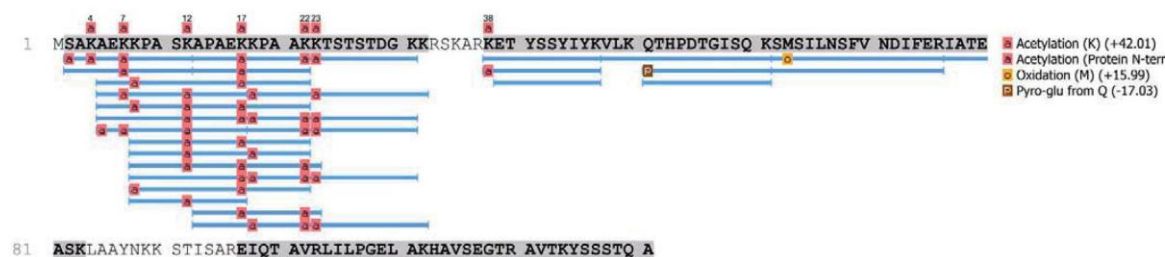 4 7 12 17 22 23 38
a a a a a a a
1 MSAKAEKKPA SKAPAEKKPA AKKTSTSTDG KKRSKARKET YSSYIYKVLK QTHPDTGISQ KSMSILNSFV NDIFERIATE
a a a a a a a o
a a a P
a a
a a a a
a a a
a a a a a
a a a a a a
a a
a a
a a a
a a a a
a a
a
a a
a a a
81 ASKLAAYNKK STISAREIQT AVRLILPGEL AKHAVSEGTR AVTKYSSSTQ A
a Acetylation (K) (+42.01)
a Acetylation (Protein N-term
o Oxidation (M) (+15.99)
P Pyro-glu from Q (-17.03)